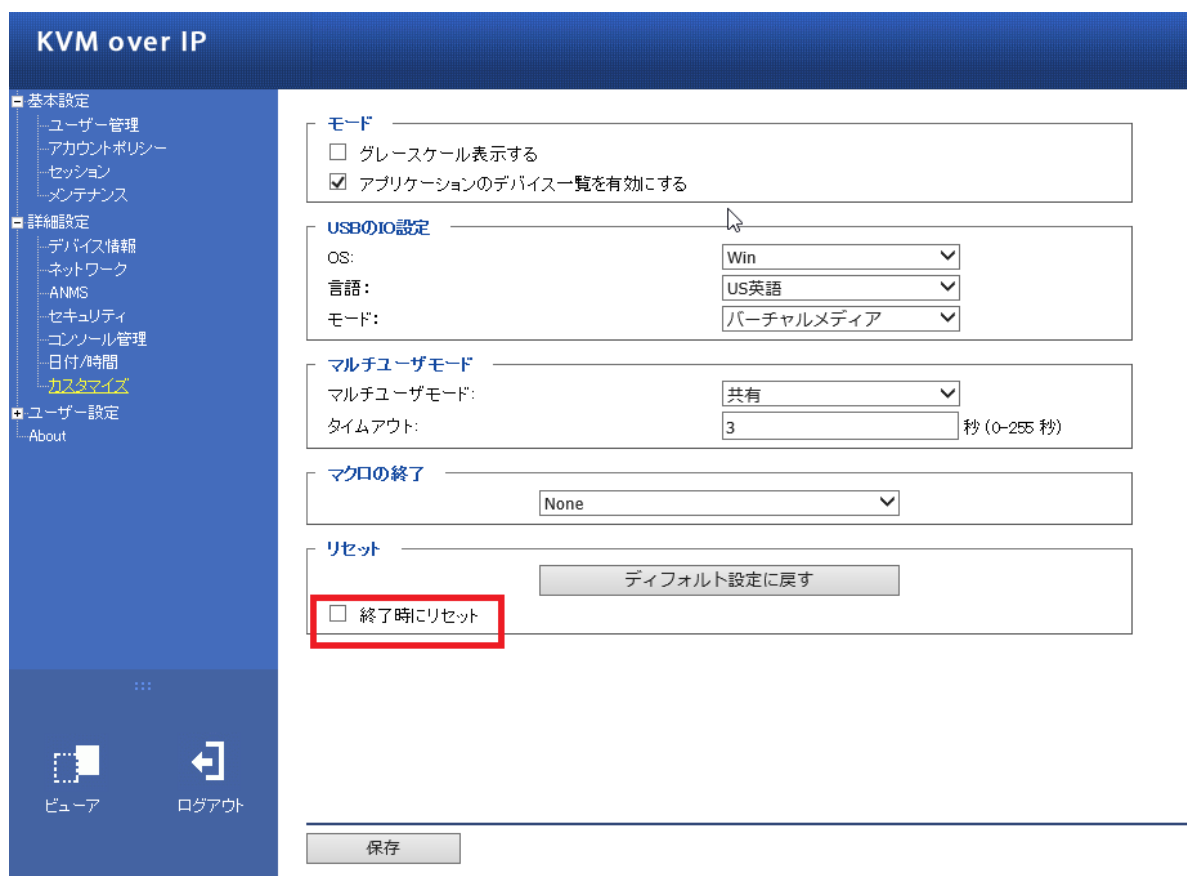 KVM over IP
基本設定
ユーザー管理
アカウントポリシー
セッション
メンテナンス
詳細設定
デバイス情報
ネットワーク
ANMS
セキュリティ
コンソール管理
日付/時間
カスタマイズ
ユーザー設定
About
ビューア
ログアウト
モード
グレースケール表示する
アプリケーションのデバイス一覧を有効にする
USBのIO設定
OS: Win
言語: US英語
モード: バーチャルメディア
マルチユーザモード
マルチユーザモード: 共有
タイムアウト: 3 秒 (0-255 秒)
マクロの終了
None
リセット
ディフォルト設定に戻す
終了時にリセット
保存